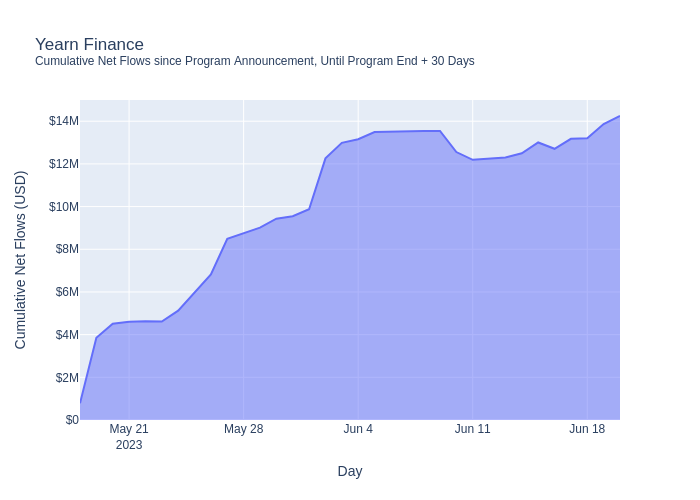 Yearn Finance
Cumulative Net Flows since Program Announcement, Until Program End + 30 Days
Cumulative Net Flows (USD)
$14M
$12M
$10M
$8M
$6M
$4M
$2M
$0
May 21 May 28 Jun 4 Jun 11 Jun 18
2023
Day